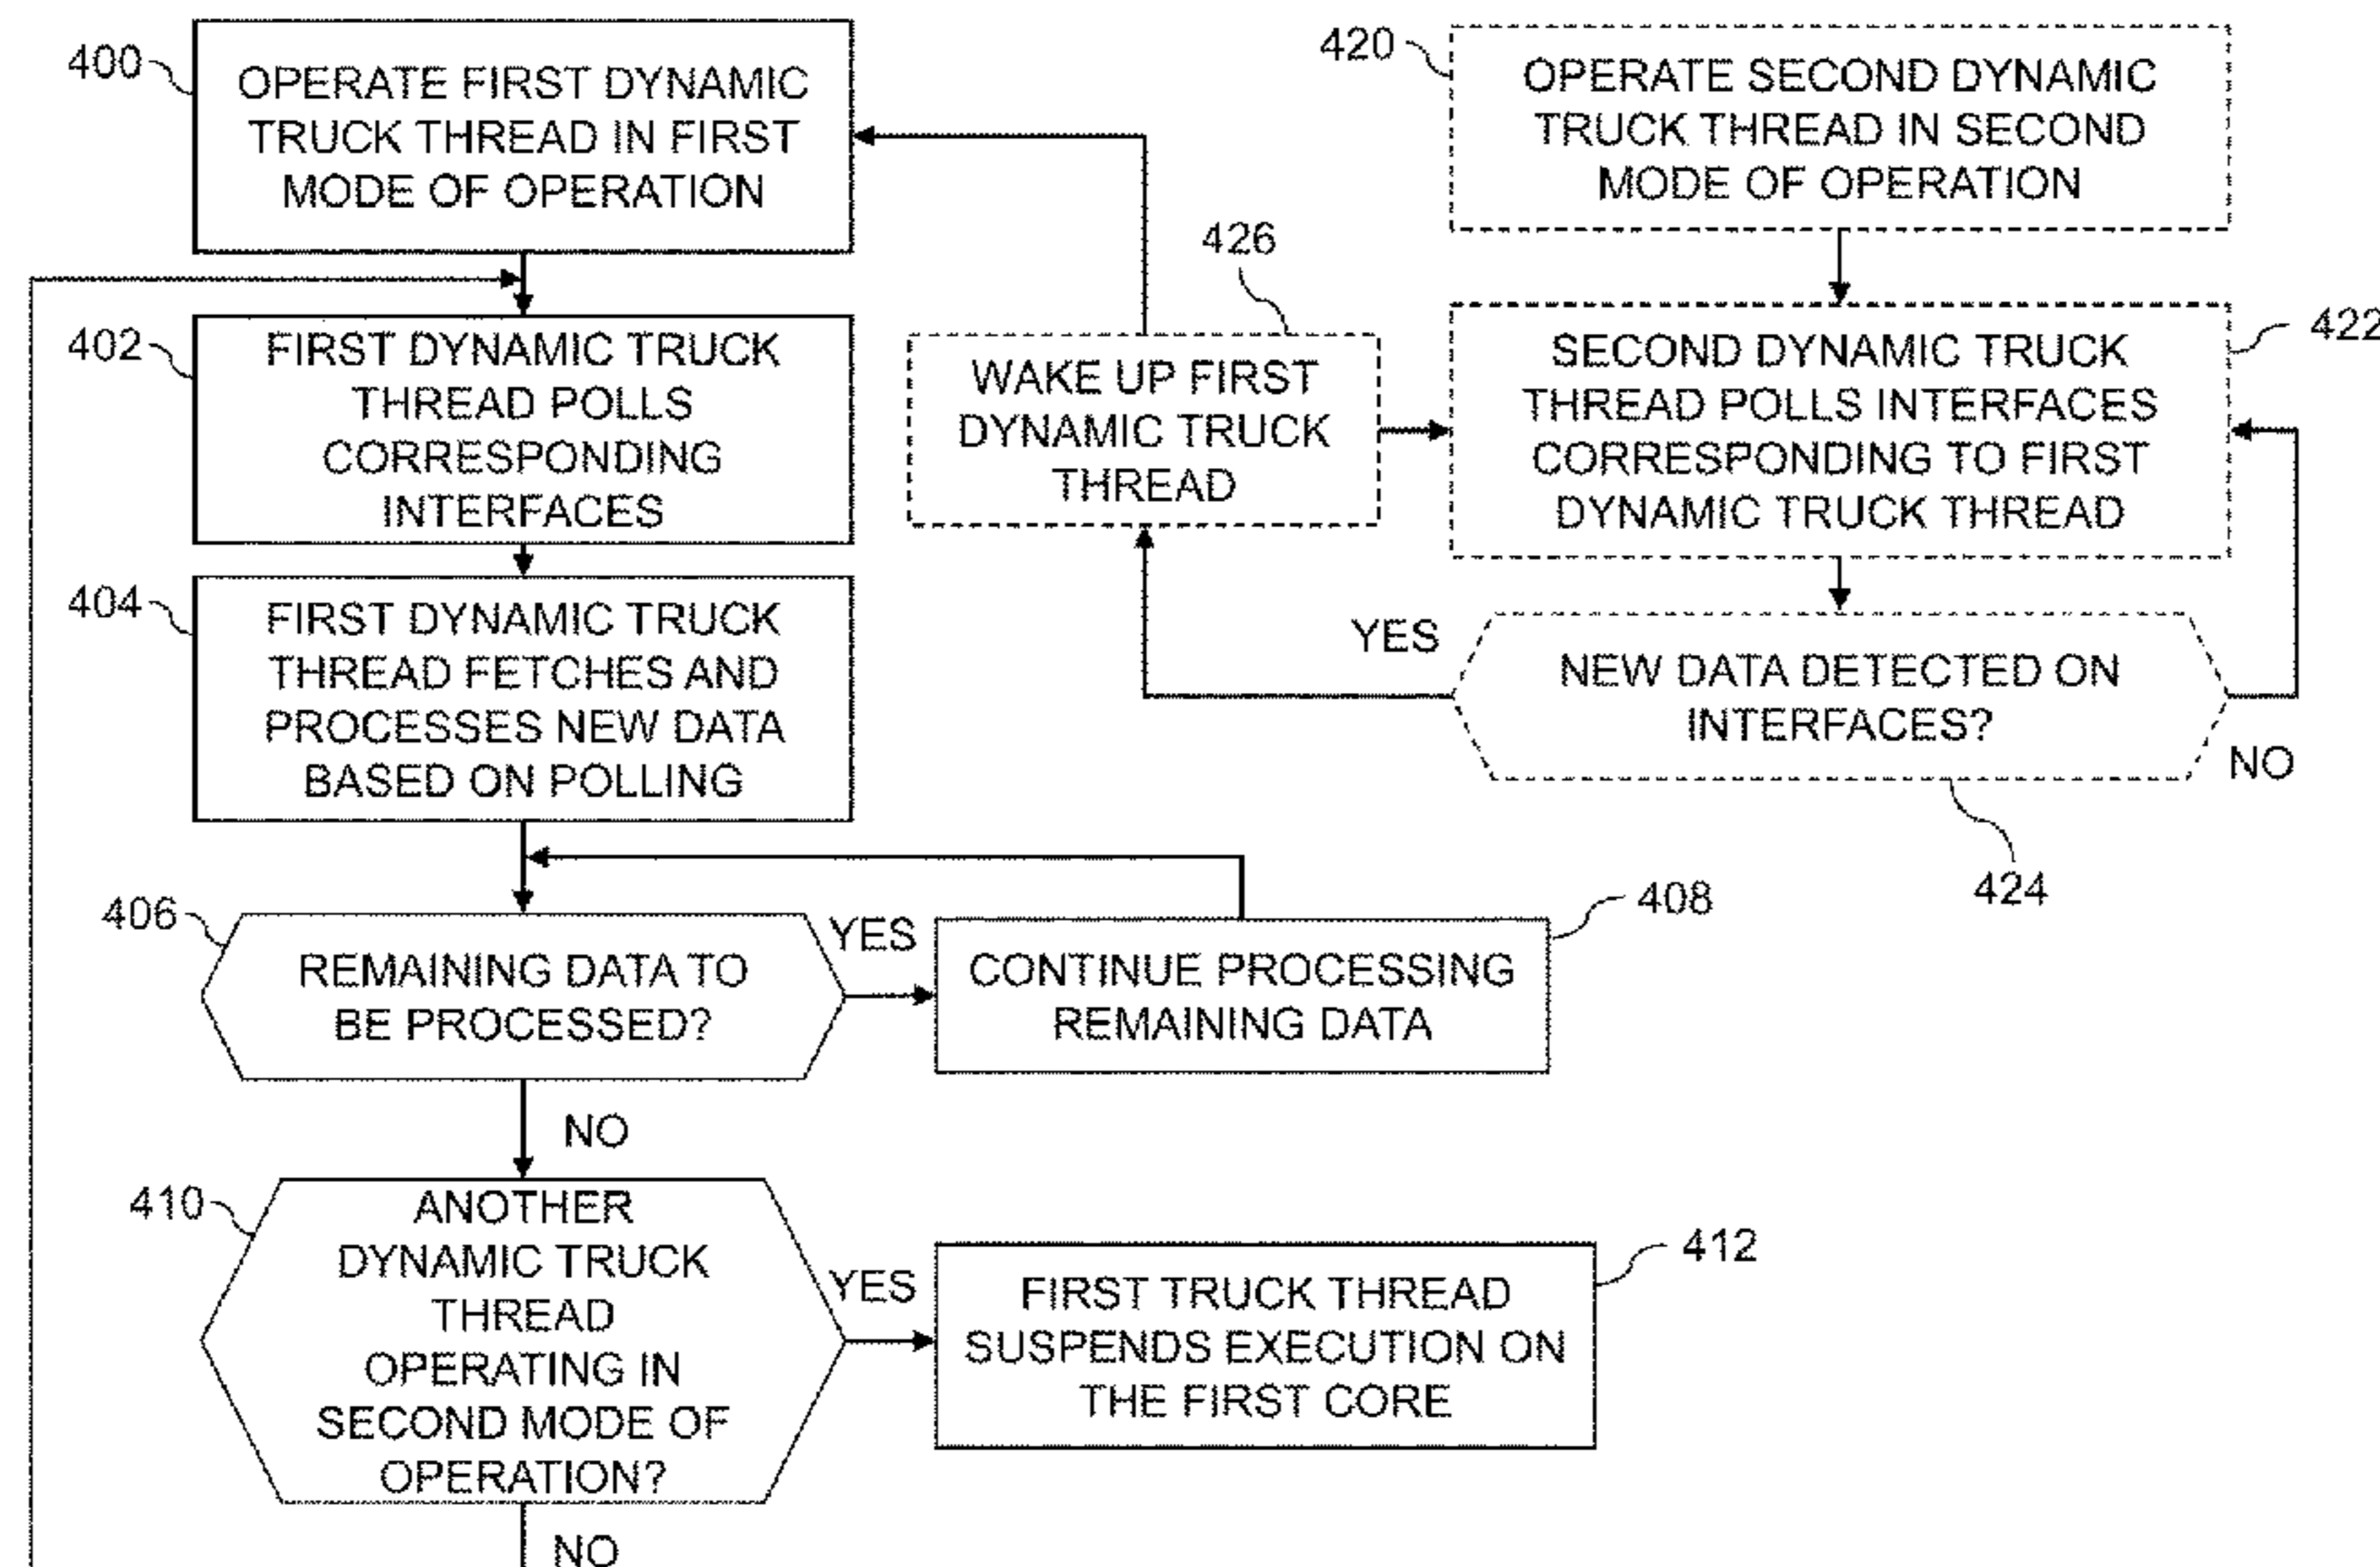 400
OPERATE FIRST DYNAMIC
TRUCK THREAD IN FIRST
MODE OF OPERATION
402
FIRST DYNAMIC TRUCK
THREAD POLLS
CORRESPONDING
INTERFACES
404
FIRST DYNAMIC TRUCK
THREAD FETCHES AND
PROCESSES NEW DATA
BASED ON POLLING
406
REMAINING DATA TO
BE PROCESSED?
YES
408
CONTINUE PROCESSING
REMAINING DATA
NO
410
ANOTHER
DYNAMIC TRUCK
THREAD
OPERATING IN
SECOND MODE OF
OPERATION?
YES
412
FIRST TRUCK THREAD
SUSPENDS EXECUTION ON
THE FIRST CORE
NO
420
OPERATE SECOND DYNAMIC
TRUCK THREAD IN SECOND
MODE OF OPERATION
422
SECOND DYNAMIC TRUCK
THREAD POLLS INTERFACES
CORRESPONDING TO FIRST
DYNAMIC TRUCK THREAD
424
NEW DATA DETECTED ON
INTERFACES?
YES
NO
426
WAKE UP FIRST
DYNAMIC TRUCK
THREAD